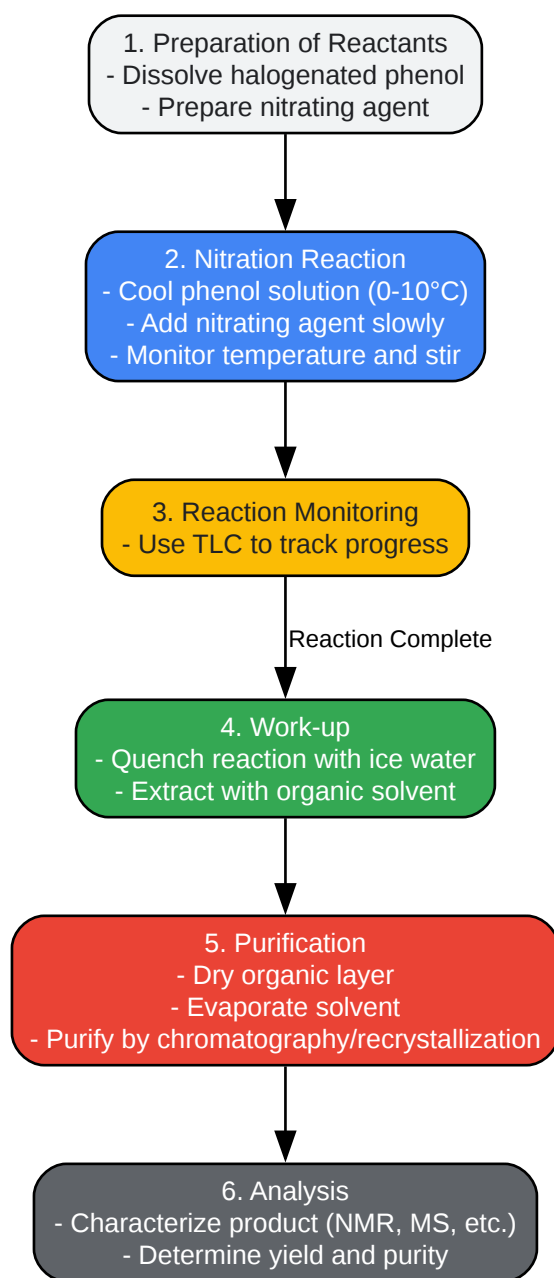 1. Preparation of Reactants
- Dissolve halogenated phenol
- Prepare nitrating agent
2. Nitration Reaction
- Cool phenol solution (0-10°C)
- Add nitrating agent slowly
- Monitor temperature and stir
3. Reaction Monitoring
- Use TLC to track progress
Reaction Complete
4. Work-up
- Quench reaction with ice water
- Extract with organic solvent
5. Purification
- Dry organic layer
- Evaporate solvent
- Purify by chromatography/recrystallization
6. Analysis
- Characterize product (NMR, MS, etc.)
- Determine yield and purity